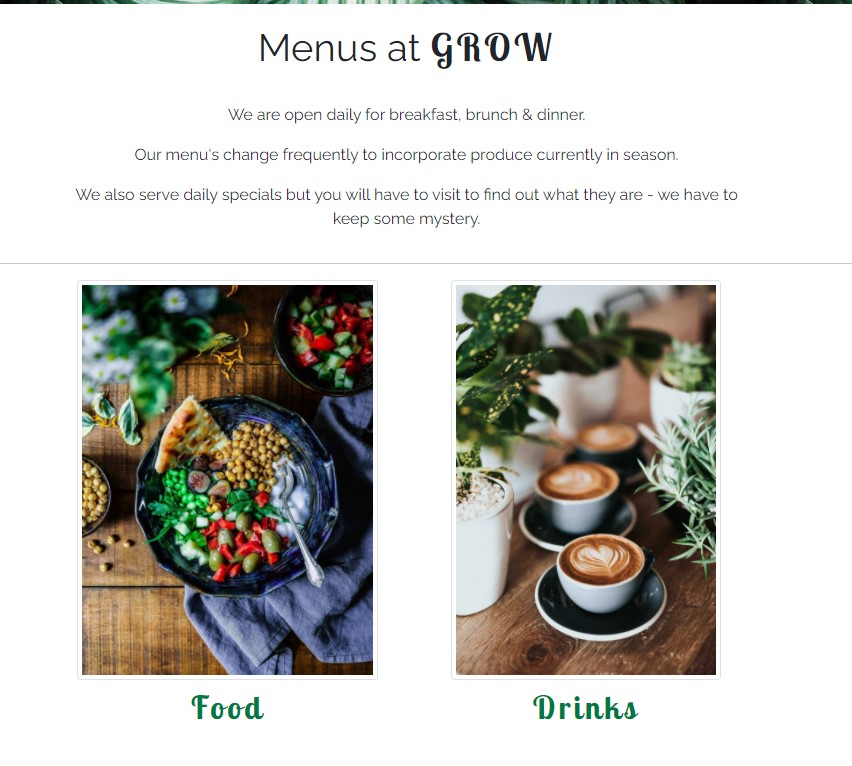 Menus at GROW
We are open daily for breakfast, brunch & dinner.
Our menu's change frequently to incorporate produce currently in season.
We also serve daily specials but you will have to visit to find out what they are - we have to
keep some mystery.
Food
Drinks